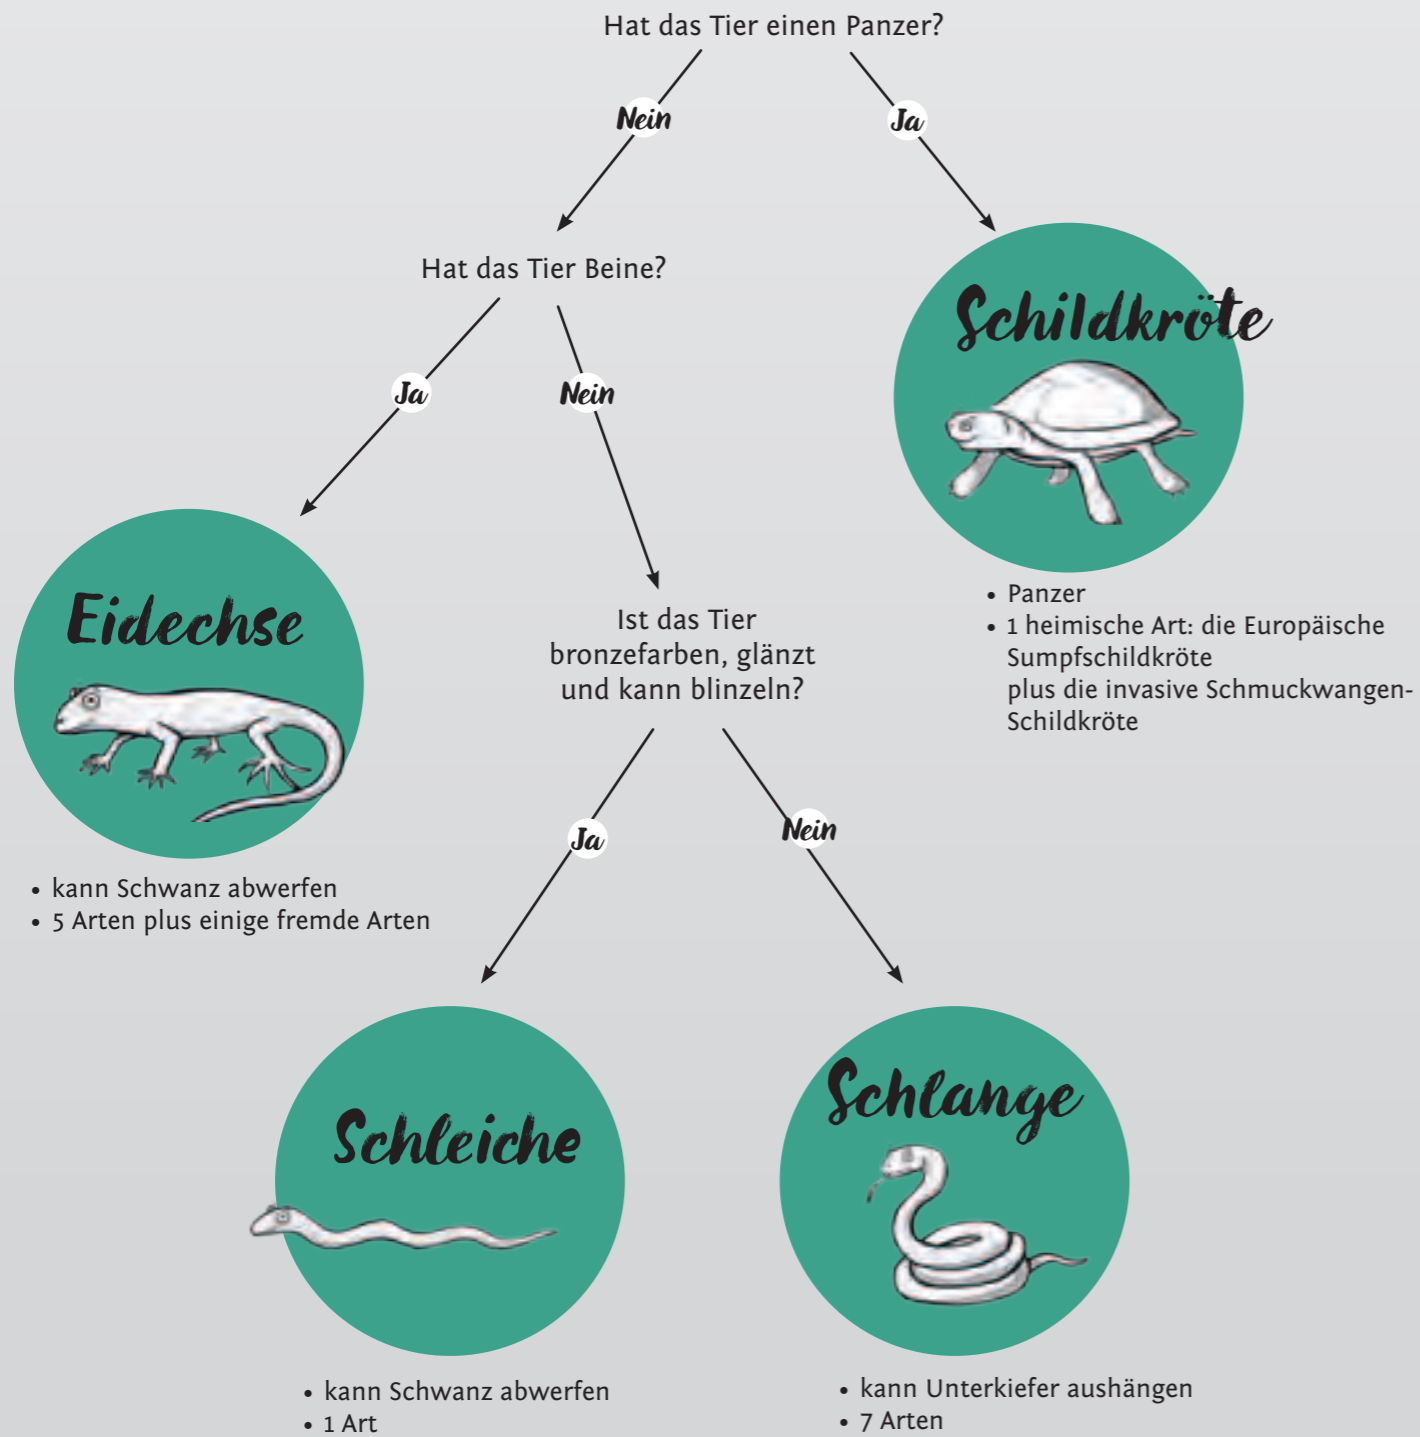 Hat das Tier einen Panzer?
Nein
Ja
Hat das Tier Beine?
Schildkröte
Ja
Nein
• Panzer
• 1 heimische Art: die Europäische
Sumpfschildkröte
plus die invasive Schmuckwangen-
Schildkröte
Eidechse
Ist das Tier
bronzefarben, glänzt
und kann blinzeln?
Ja
Nein
• kann Schwanz abwerfen
• 5 Arten plus einige fremde Arten
Schleiche
Schlange
• kann Schwanz abwerfen
• 1 Art
• kann Unterkiefer aushängen
• 7 Arten